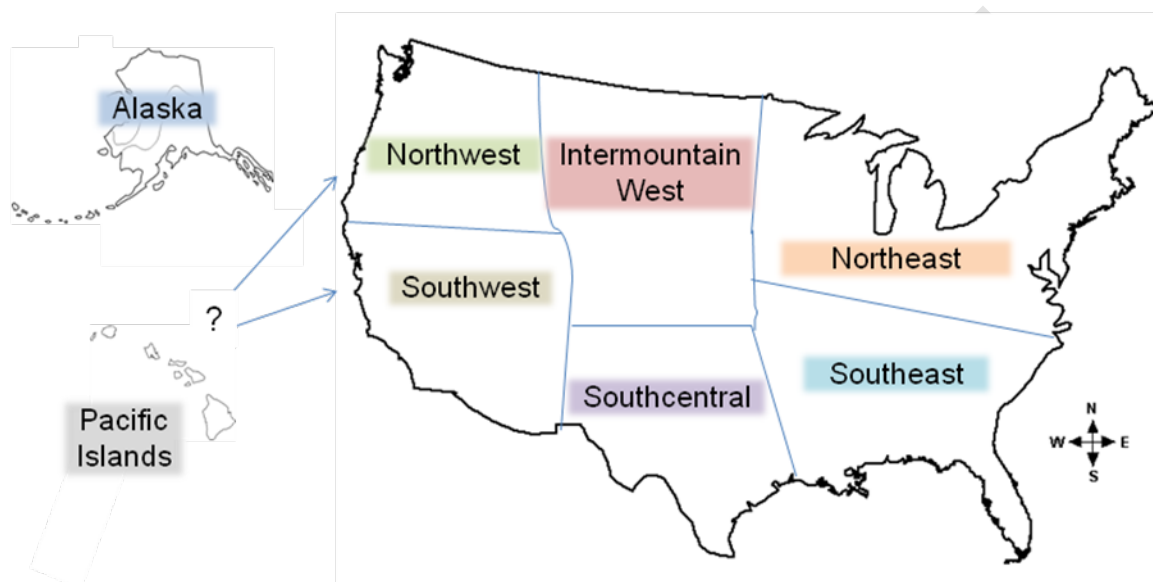 Alaska
Northwest
Intermountain
West
Northeast
Southwest
?
Southeast
Southcentral
Pacific
Islands
N
W
E
S